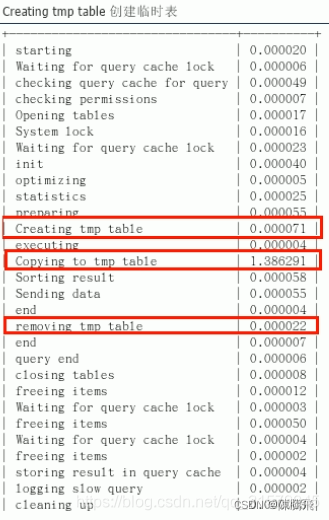 Creating tmp table 创建临时表
+--------------------------------+----------+
| starting | 0.000020 |
| Waiting for query cache lock | 0.000006 |
| checking query cache for query | 0.000049 |
| checking permissions | 0.000007 |
| Opening tables | 0.000017 |
| System lock | 0.000016 |
| Waiting for query cache lock | 0.000023 |
| init | 0.000040 |
| optimizing | 0.000005 |
| statistics | 0.000025 |
| preparing | 0.000055 |
| Creating tmp table | 0.000071 |
| executing | 0.000004 |
| Copying to tmp table | 1.386291 |
| Sorting result | 0.000058 |
| Sending data | 0.000055 |
| end | 0.000004 |
| removing tmp table | 0.000022 |
| end | 0.000007 |
| query end | 0.000006 |
| closing tables | 0.000008 |
| freeing items | 0.000012 |
| Waiting for query cache lock | 0.000003 |
| freeing items | 0.000050 |
| Waiting for query cache lock | 0.000004 |
| freeing items | 0.000002 |
| storing result in query cache | 0.000004 |
| logging slow query | 0.000002 |
| cleaning up
https://blog.csdn.net/
CSDN